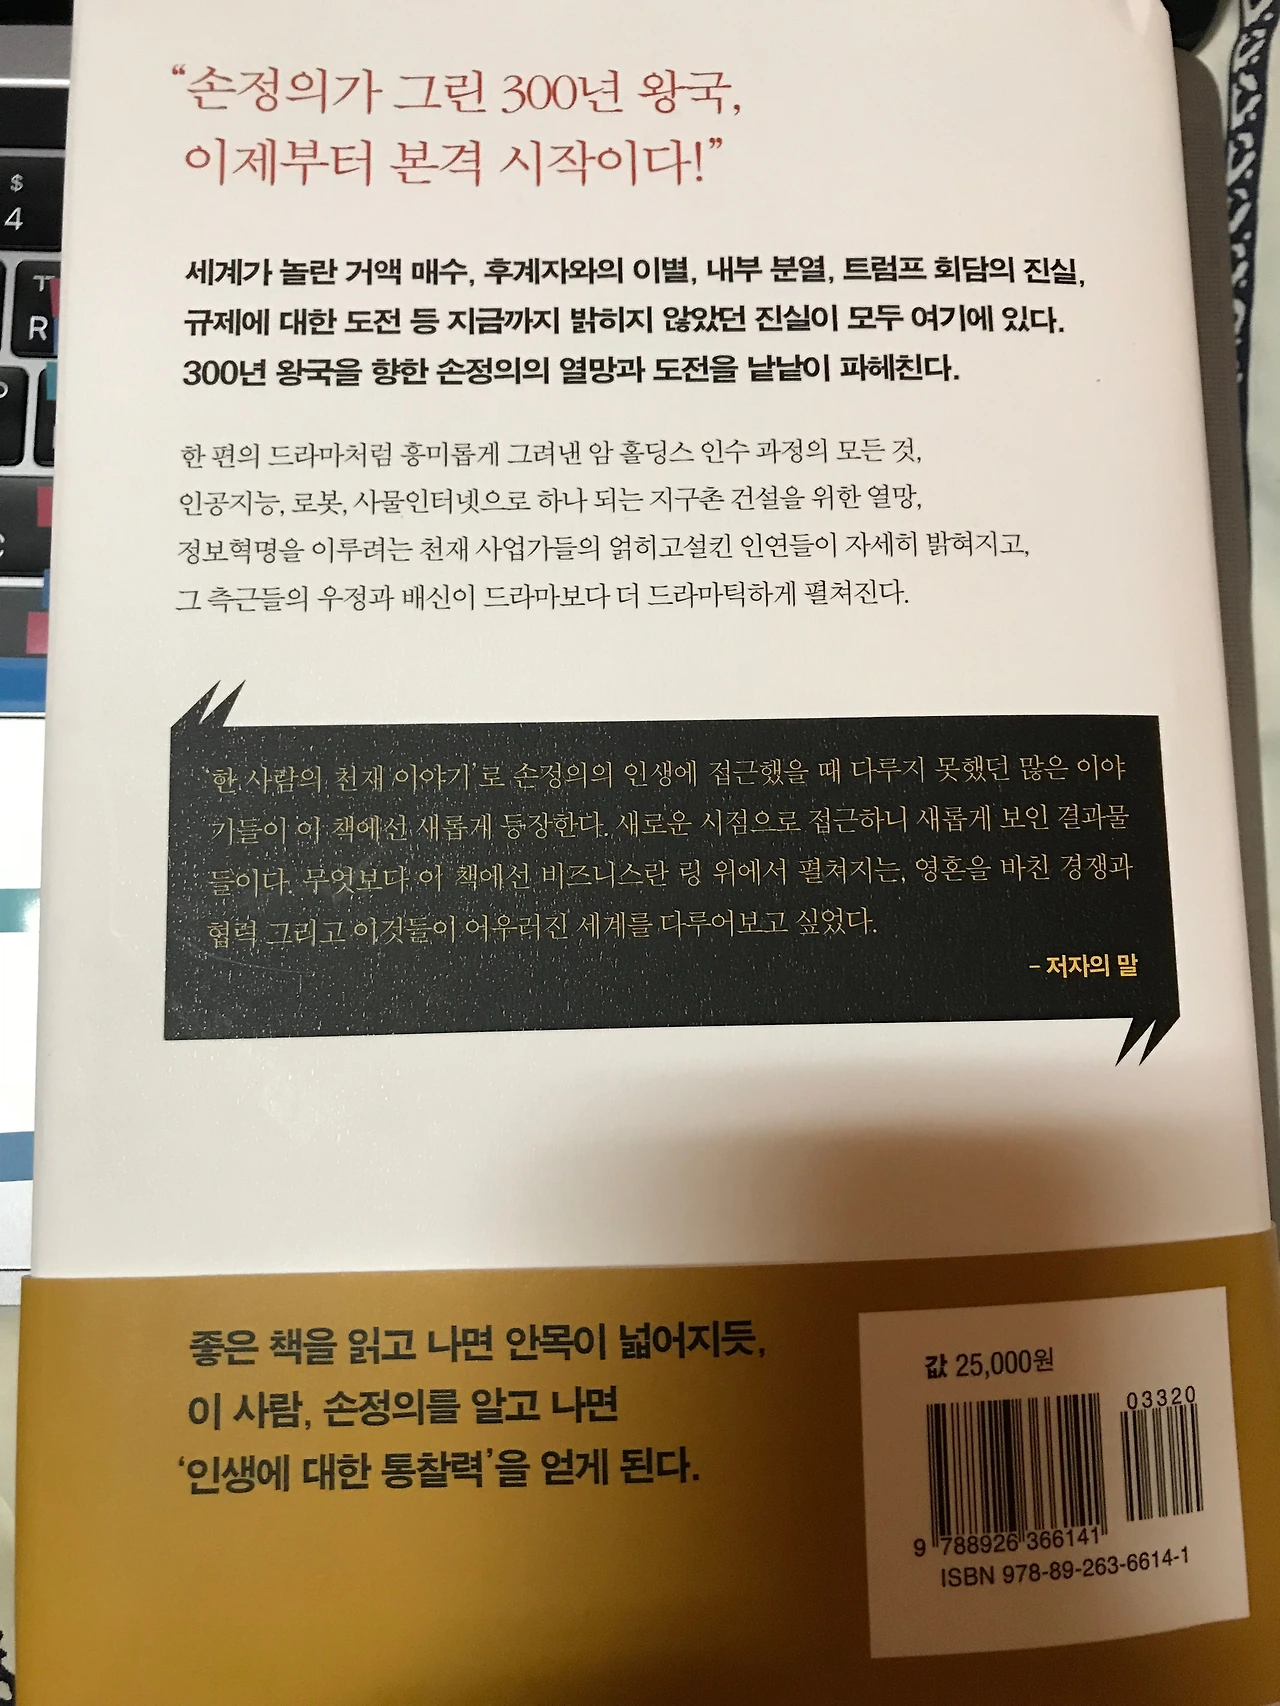 “손정의가 그린 300년 왕국,
이제부터 본격 시작이다!”
세계가 놀란 거액 매수, 후계자와의 이별, 내부 분열, 트럼프 회담의 진실,
규제에 대한 도전 등 지금까지 밝히지 않았던 진실이 모두 여기에 있다.
300년 왕국을 향한 손정의의 열망과 도전을 낱낱이 파헤친다.
한 편의 드라마처럼 흥미롭게 그려낸 암 홀딩스 인수 과정의 모든 것,
인공지능, 로봇, 사물인터넷으로 하나 되는 지구촌 건설을 위한 열망,
정보혁명을 이루려는 천재 사업가들의 얽히고설킨 인연들이 자세히 밝혀지고,
그 측근들의 우정과 배신이 드라마보다 더 드라마틱하게 펼쳐진다.
‘한 사람의 천재 이야기’로 손정의의 인생에 접근했을 때 다루지 못했던 많은 이야
기들이 이 책에선 새롭게 등장한다. 새로운 시점으로 접근하니 새롭게 보인 결과물
들이다. 무엇보다 이 책에선 비즈니스란 링 위에서 펼쳐지는, 영혼을 바친 경쟁과
협력 그리고 이것들이 어우러진 세계를 다루어보고 싶었다.
– 저자의 말
좋은 책을 읽고 나면 안목이 넓어지듯,
이 사람, 손정의를 알고 나면
‘인생에 대한 통찰력’을 얻게 된다.
값 25,000원
03320
9 788926 366141
ISBN 978-89-263-6614-1
$
4
R